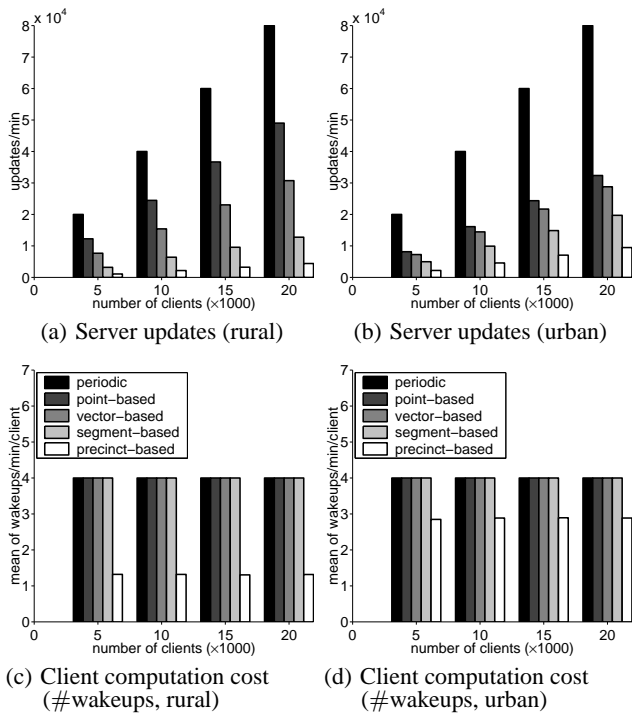 x 10⁴
8
7
6
5
4
3
2
1
0
updates/min
0 5 10 15 20
number of clients (×1000)
(a) Server updates (rural)
x 10⁴
8
7
6
5
4
3
2
1
0
updates/min
0 5 10 15 20
number of clients (×1000)
(b) Server updates (urban)
7
6
5
4
3
2
1
0
mean of wakeups/min/client
periodic
point−based
vector−based
segment−based
precinct−based
0 5 10 15 20
number of clients (×1000)
(c) Client computation cost
(#wakeups, rural)
7
6
5
4
3
2
1
0
mean of wakeups/min/client
periodic
point−based
vector−based
segment−based
precinct−based
0 5 10 15 20
number of clients (×1000)
(d) Client computation cost
(#wakeups, urban)